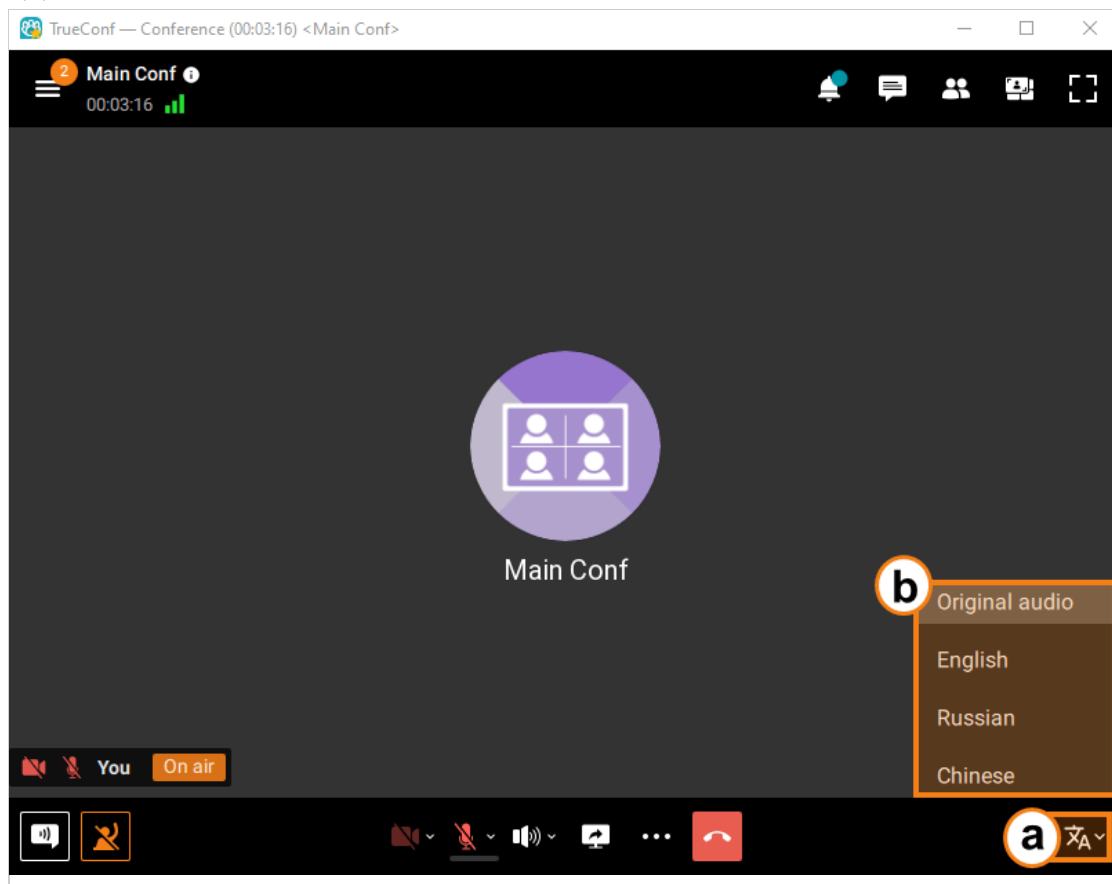 TrueConf — Conference (00:03:16) <Main Conf>
2
Main Conf
00:03:16
Main Conf
b
Original audio
English
Russian
Chinese
You On air
a